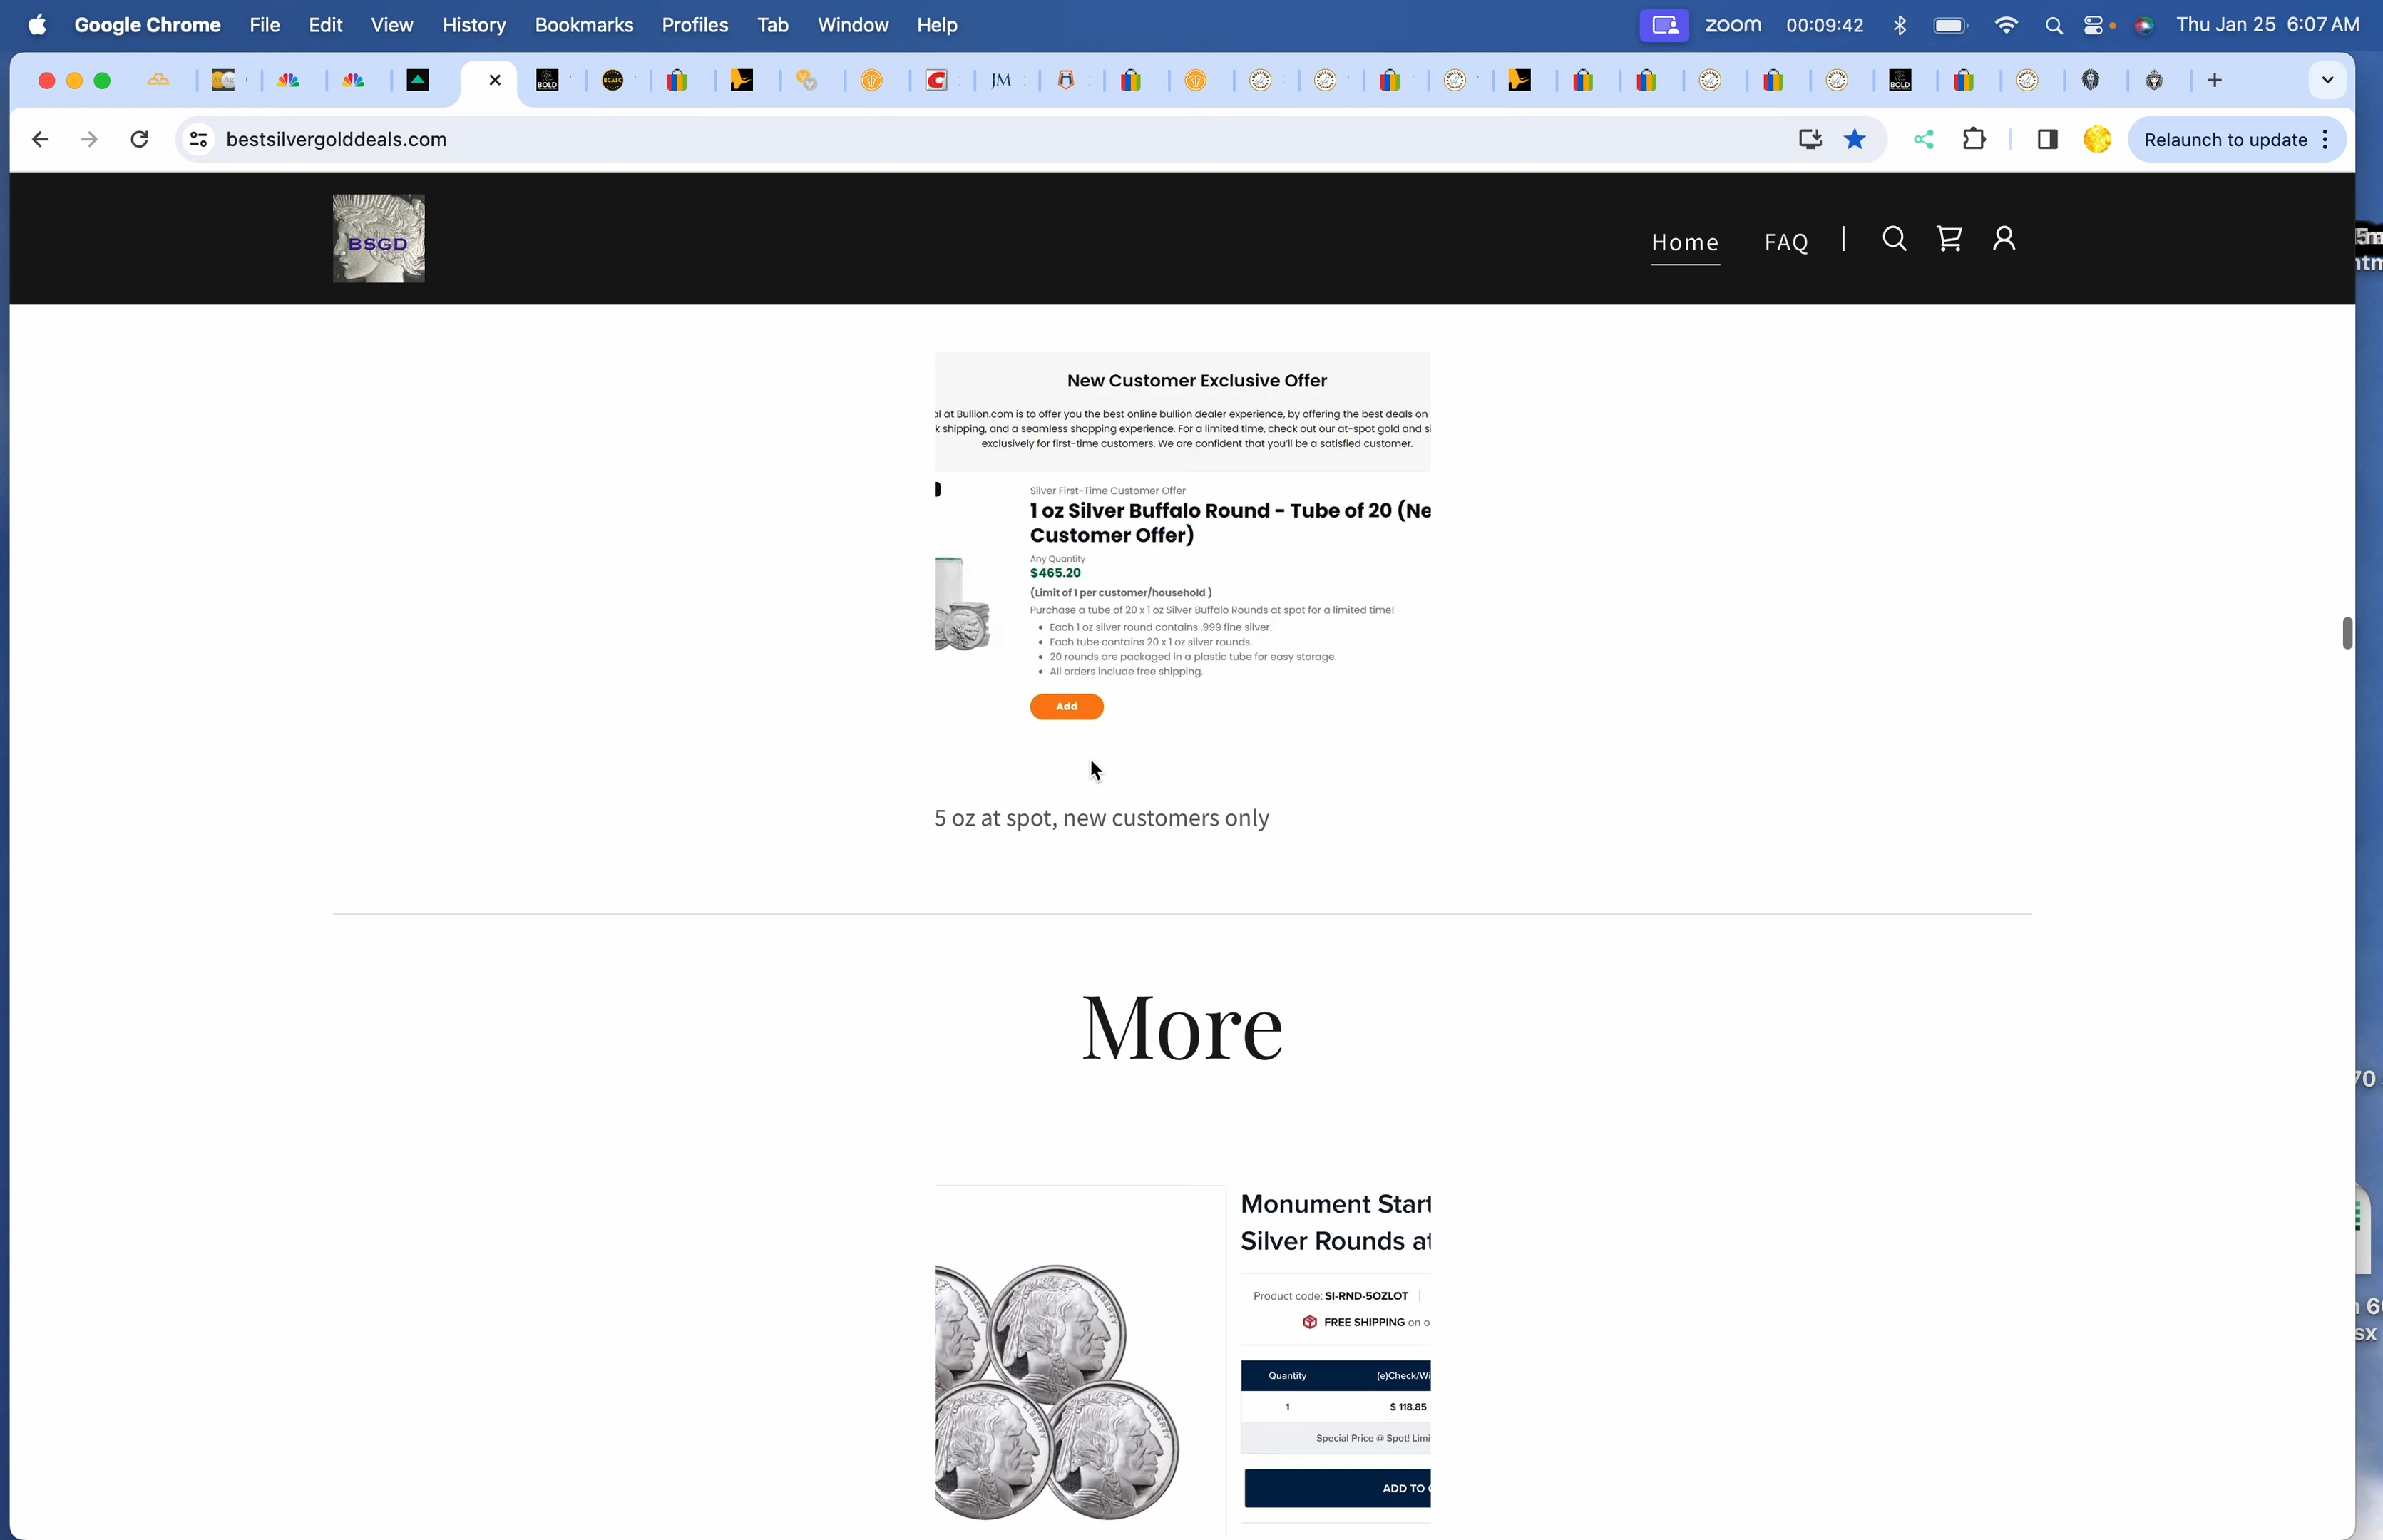 Google Chrome File Edit View History Bookmarks Profiles Tab Window Help zoom 00:09:42 Thu Jan 25 6:07 AM
bestsilvergolddeals.com Relaunch to update
BSGD
Home FAQ
New Customer Exclusive Offer
al at Bullion.com is to offer you the best online bullion dealer experience, by offering the best deals on
k shipping, and a seamless shopping experience. For a limited time, check out our at-spot gold and si
exclusively for first-time customers. We are confident that you'll be a satisfied customer.
Silver First-Time Customer Offer
1 oz Silver Buffalo Round - Tube of 20 (Ne
Customer Offer)
Any Quantity
$465.20
(Limit of 1 per customer/household )
Purchase a tube of 20 x 1 oz Silver Buffalo Rounds at spot for a limited time!
• Each 1 oz silver round contains .999 fine silver.
• Each tube contains 20 x 1 oz silver rounds.
• 20 rounds are packaged in a plastic tube for easy storage.
• All orders include free shipping.
Add
5 oz at spot, new customers only
More
Monument Start
Silver Rounds at
Product code: SI-RND-5OZLOT
FREE SHIPPING on o
Quantity (e)Check/Wi
1 $ 118.85
Special Price @ Spot! Limi
ADD TO
LIBERTY
LIBERTY
LIBERTY